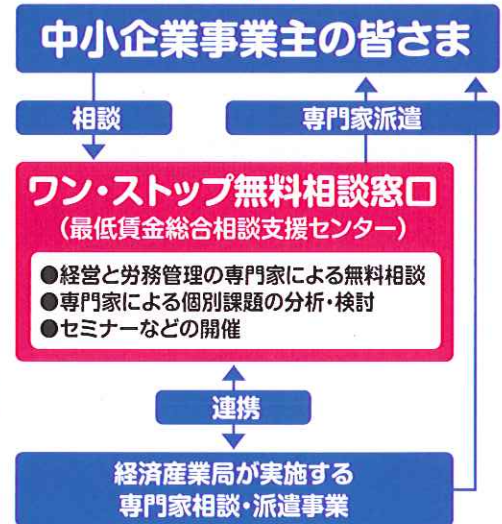 中小企業事業主の皆さま
相談
専門家派遣
ワン・ストップ無料相談窓口
(最低賃金総合相談支援センター)
●経営と労務管理の専門家による無料相談
●専門家による個別課題の分析・検討
●セミナーなどの開催
連携
経済産業局が実施する
専門家相談・派遣事業